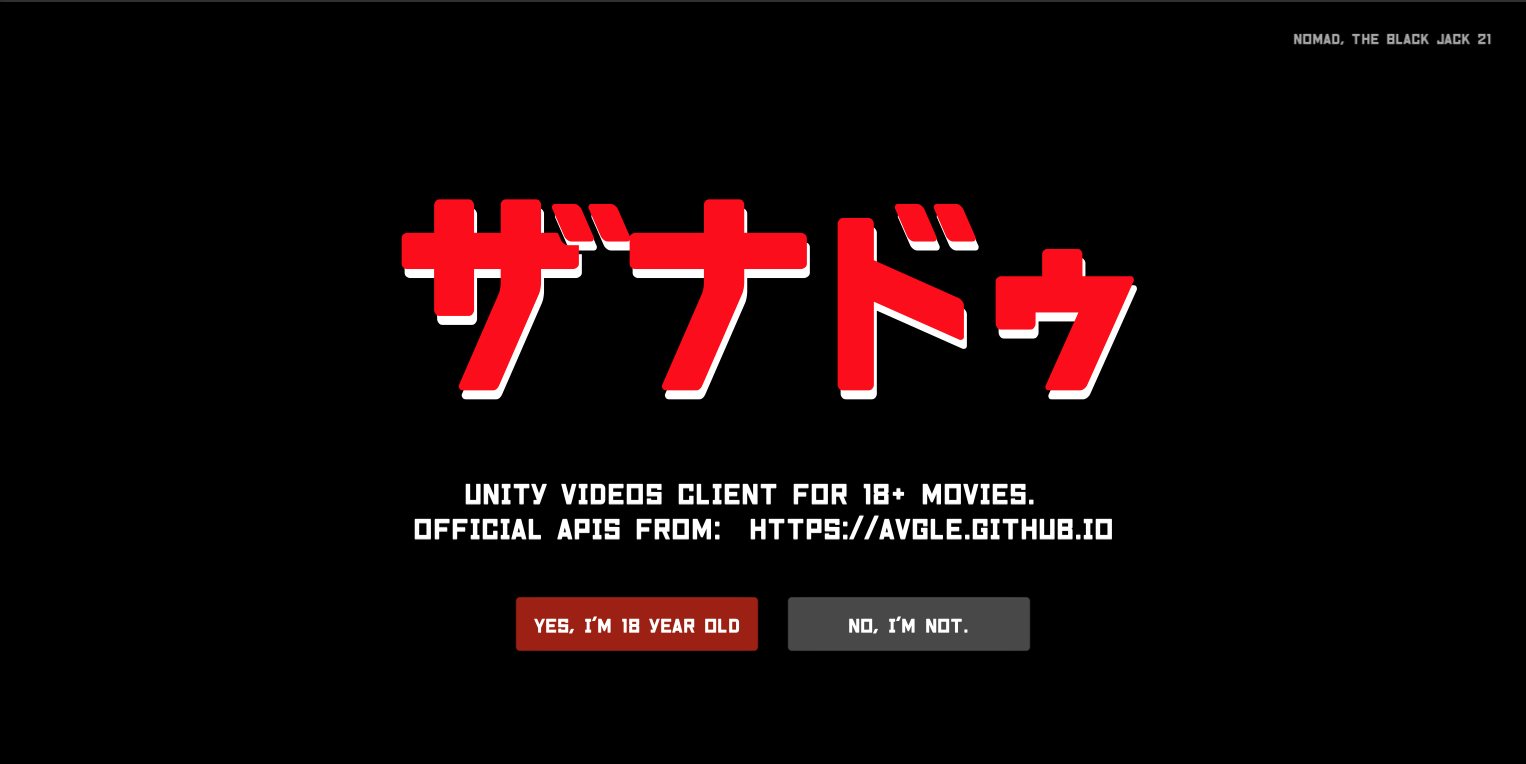 NOMAD, THE BLACK JACK 21
ザナドゥ
UNITY VIDEOS CLIENT FOR 18+ MOVIES.
OFFICIAL APIS FROM: HTTPS://AVGLE.GITHUB.IO
YES, I'M 18 YEAR OLD
NO, I'M NOT.